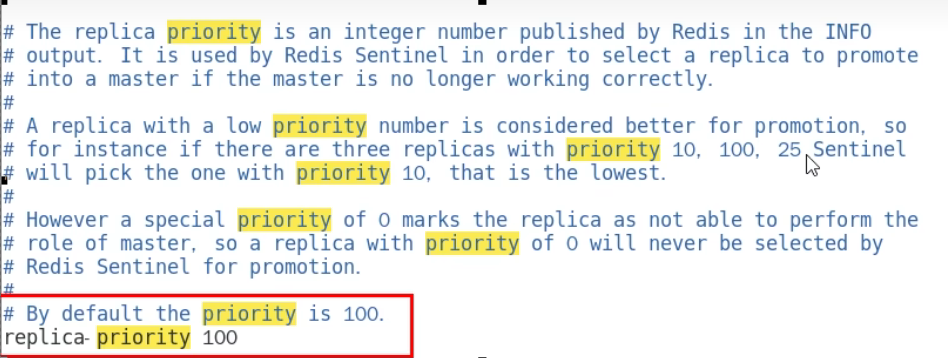 # The replica priority is an integer number published by Redis in the INFO
# output. It is used by Redis Sentinel in order to select a replica to promote
# into a master if the master is no longer working correctly.
#
# A replica with a low priority number is considered better for promotion, so
# for instance if there are three replicas with priority 10, 100, 25 Sentinel
# will pick the one with priority 10, that is the lowest.
#
# However a special priority of 0 marks the replica as not able to perform the
# role of master, so a replica with priority of 0 will never be selected by
# Redis Sentinel for promotion.
#
# By default the priority is 100.
replica-priority 100